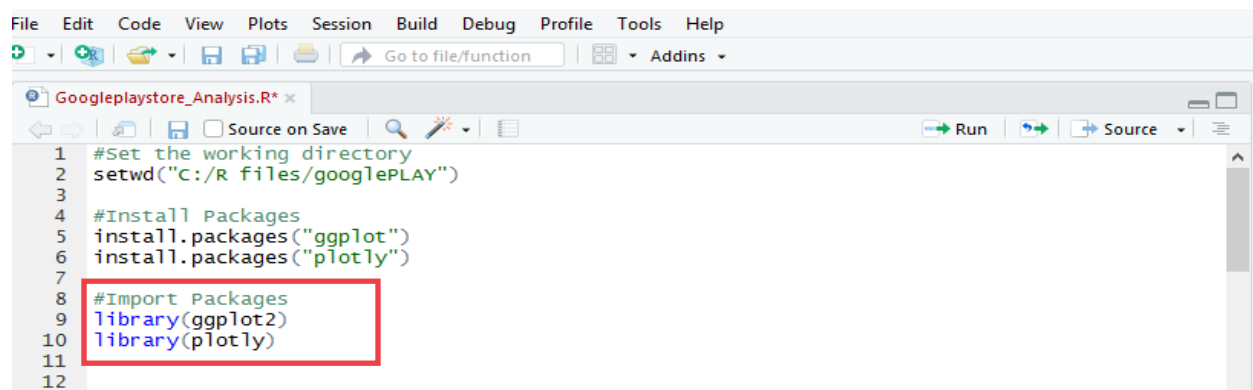 File Edit Code View Plots Session Build Debug Profile Tools Help
Go to file/function Addins
Googleplaystore_Analysis.R*
Source on Save Run Source
1 #Set the working directory
2 setwd("C:/R files/googlePLAY")
3
4 #Install Packages
5 install.packages("ggplot")
6 install.packages("plotly")
7
8 #Import Packages
9 library(ggplot2)
10 library(plotly)
11
12